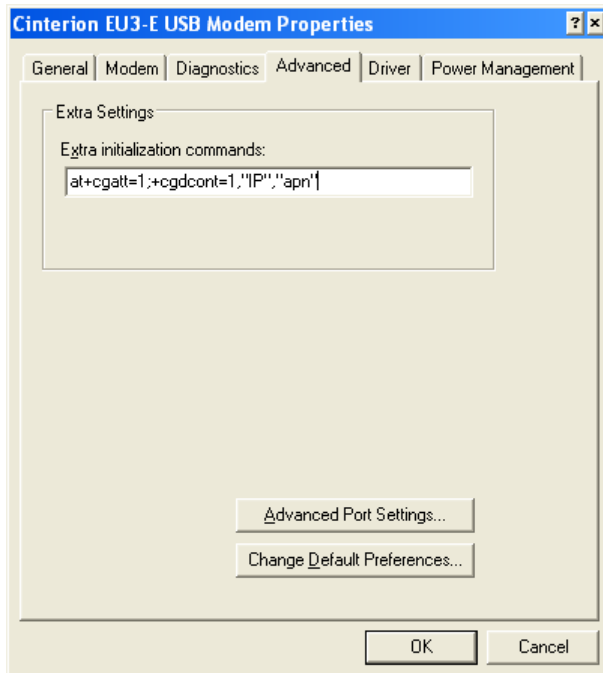 Cinterion EU3-E USB Modem Properties
General Modem Diagnostics Advanced Driver Power Management
Extra Settings
Extra initialization commands:
at+cgatt=1;+cgdcont=1,"IP","apn"
Advanced Port Settings...
Change Default Preferences...
OK Cancel